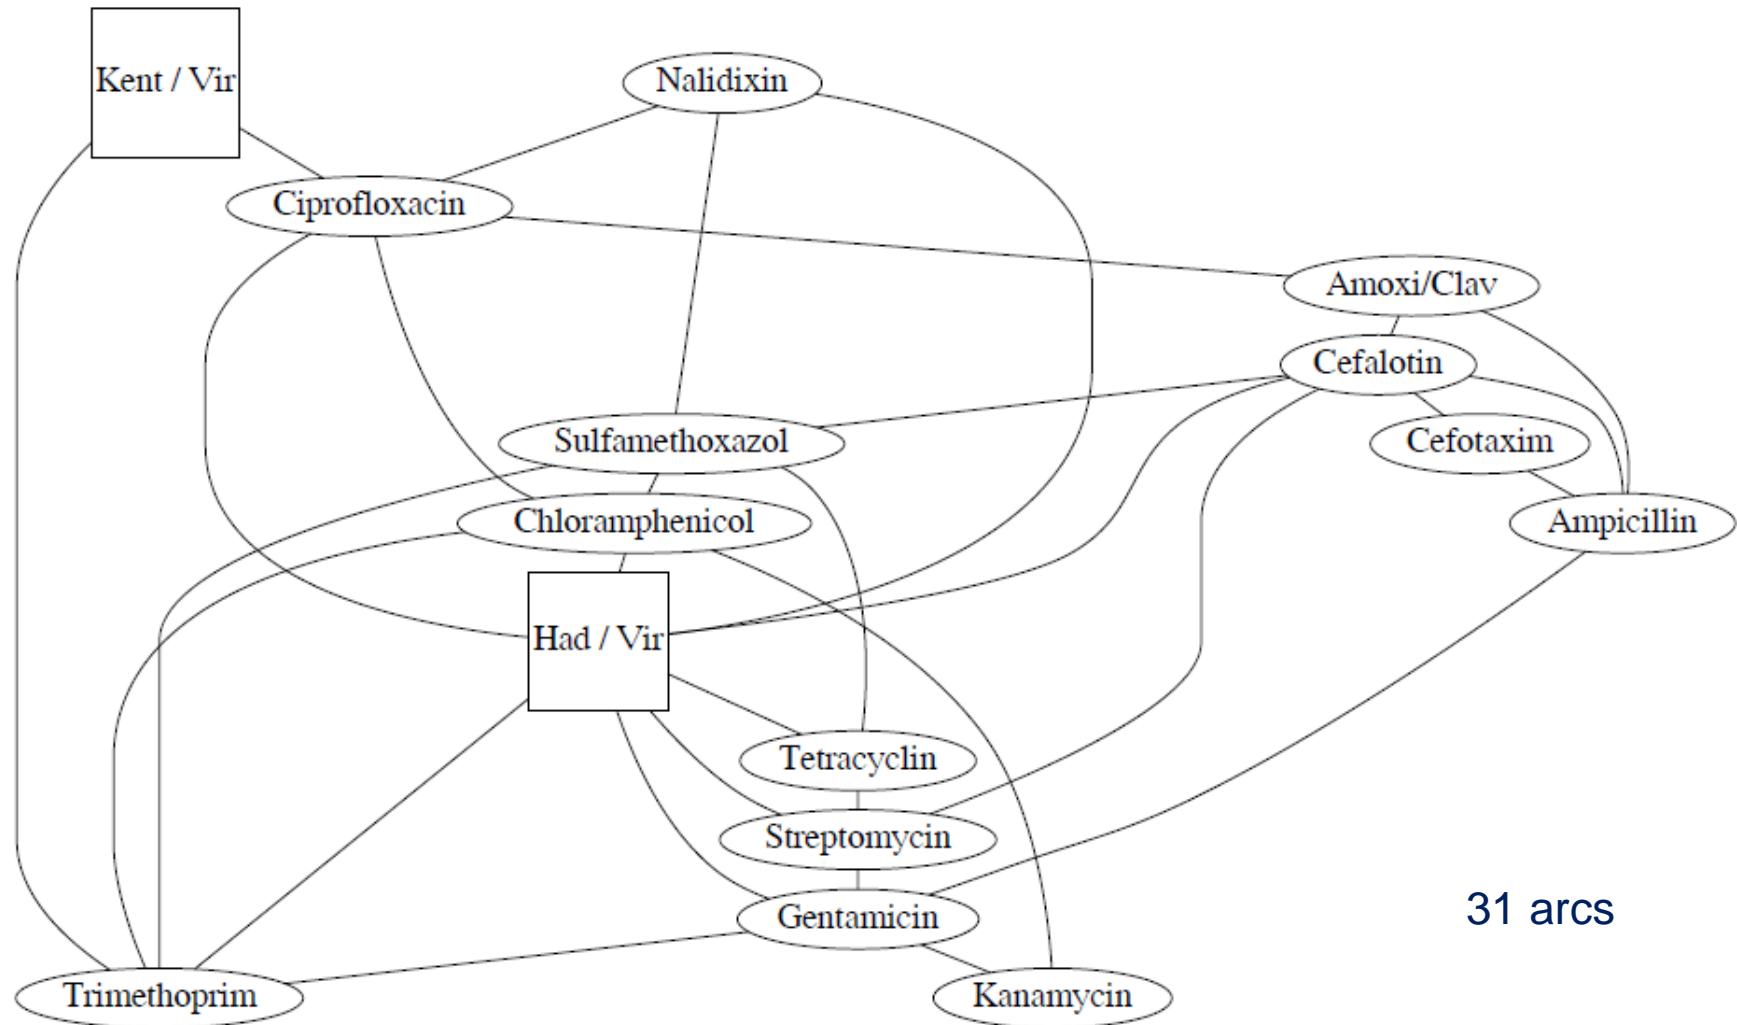 Kent / Vir
Nalidixin
Ciprofloxacin
Amoxi/Clav
Cefalotin
Sulfamethoxazol
Cefotaxim
Chloramphenicol
Ampicillin
Had / Vir
Tetracyclin
Streptomycin
Gentamicin
31 arcs
Trimethoprim
Kanamycin